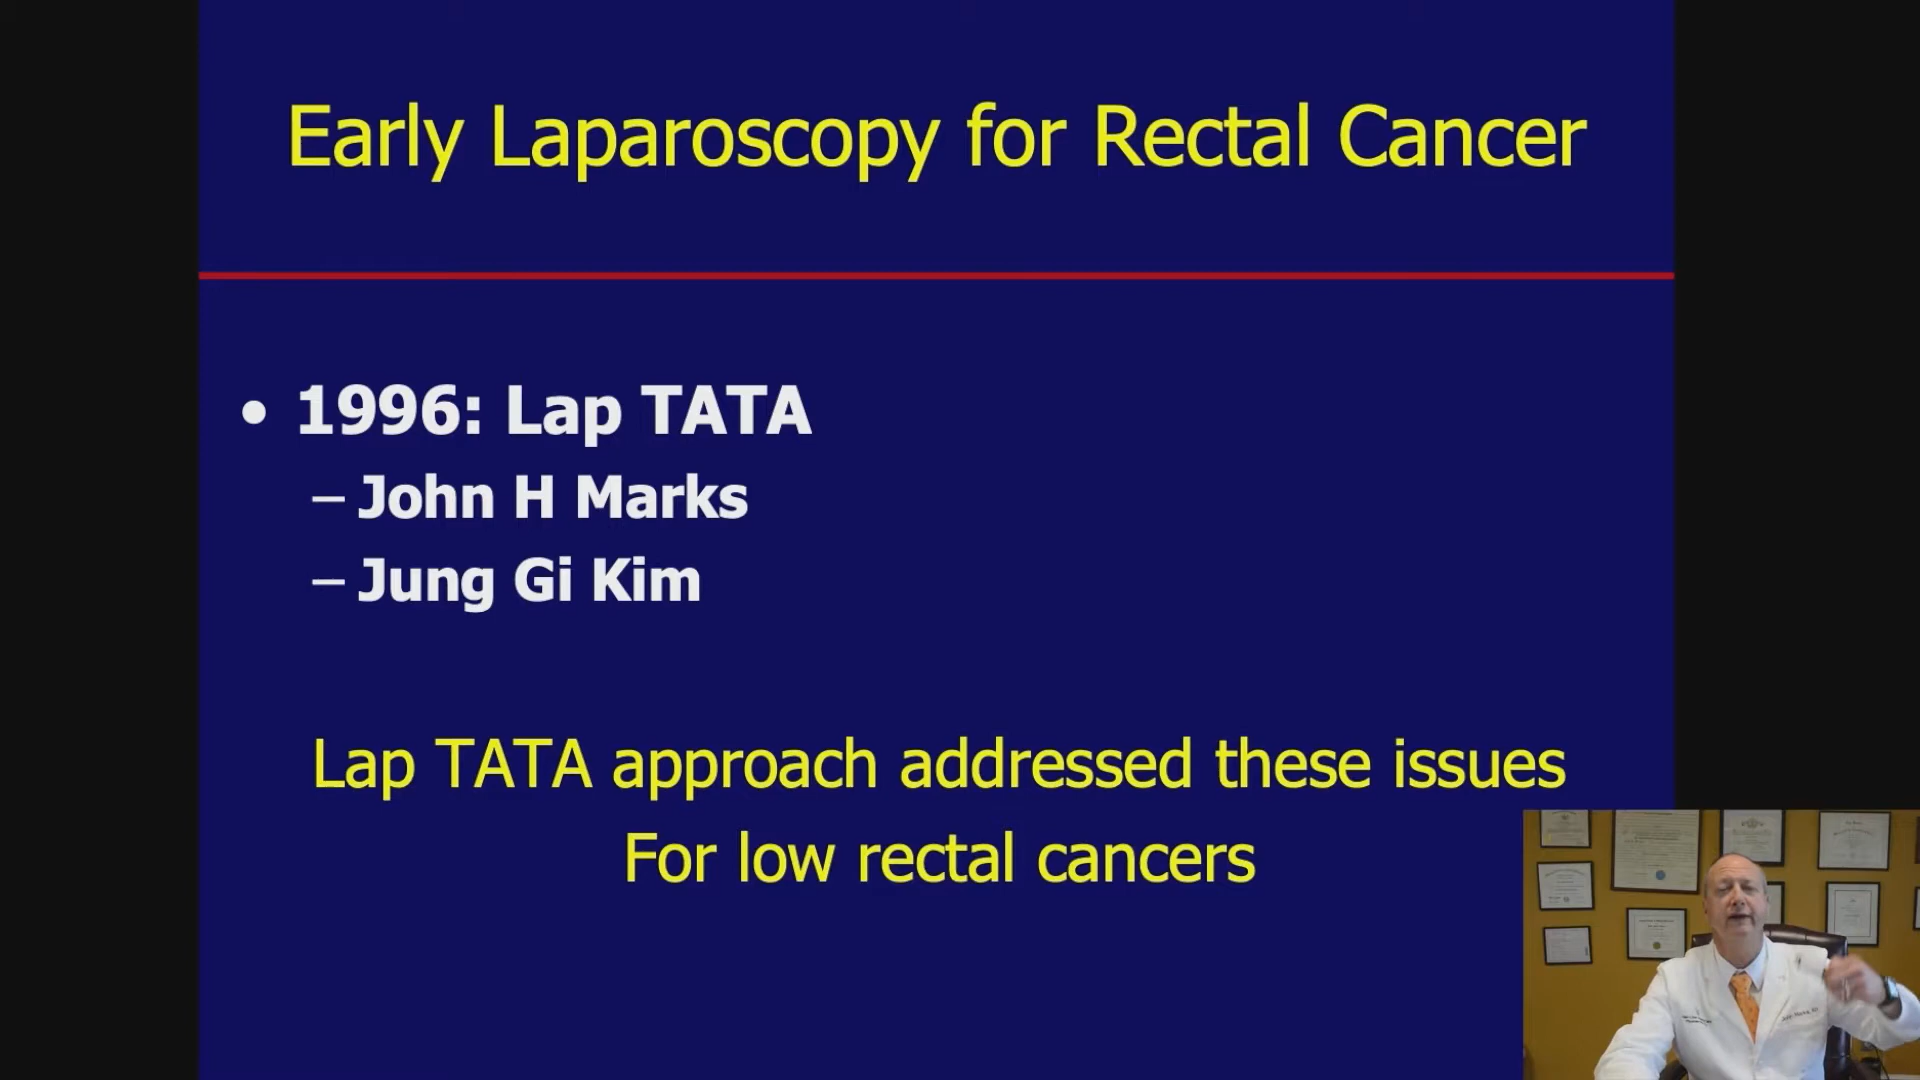 Early Laparoscopy for Rectal Cancer
• 1996: Lap TATA
– John H Marks
– Jung Gi Kim
Lap TATA approach addressed these issues
For low rectal cancers